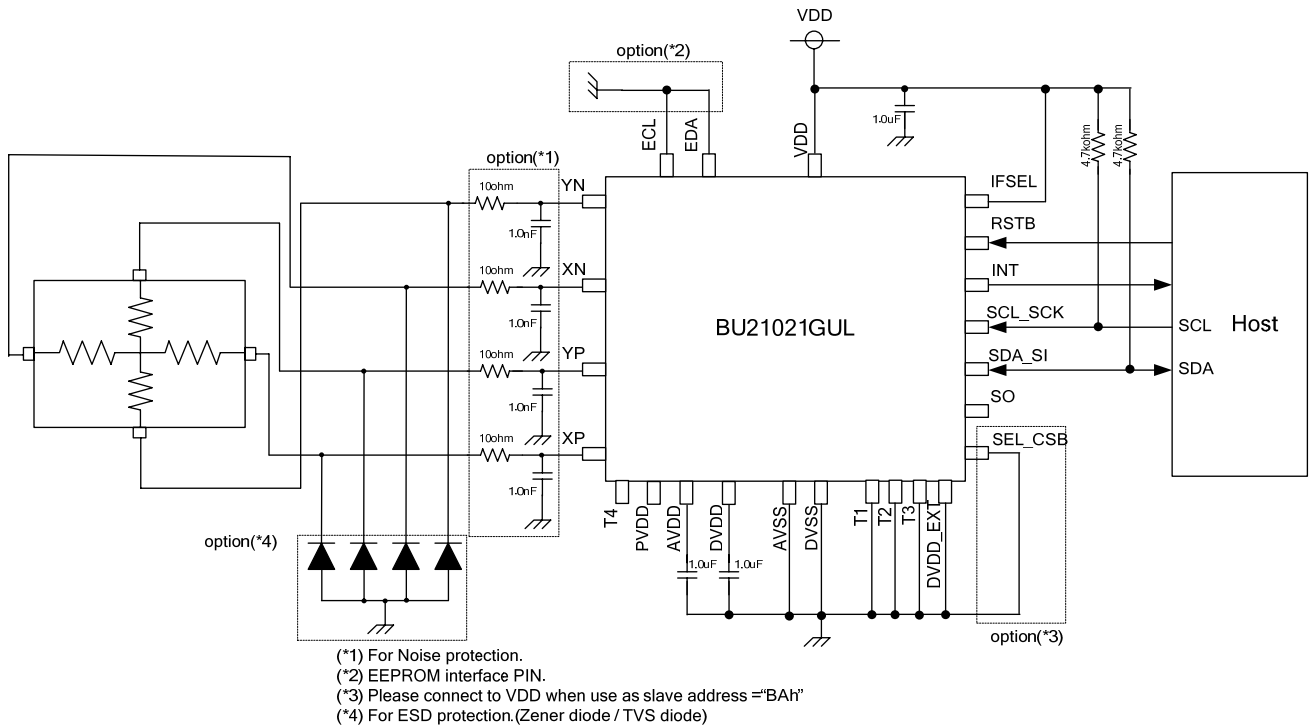 VDD
option(*2)
1.0uF
4.7kohm
4.7kohm
ECL
EDA
VDD
option(*1)
10ohm
YN
1.0nF
IFSEL
RSTB
10ohm
XN
1.0nF
INT
BU21021GUL
SCL_SCK
SCL
Host
10ohm
YP
1.0nF
SDA_SI
SDA
SO
10ohm
XP
1.0nF
SEL_CSB
T4
PVDD
AVDD
DVDD
AVSS
DVSS
T1
T2
T3
DVDD_EXT
option(*4)
1.0uF
1.0uF
option(*3)
(*1) For Noise protection.
(*2) EEPROM interface PIN.
(*3) Please connect to VDD when use as slave address =“BAh”
(*4) For ESD protection.(Zener diode / TVS diode)